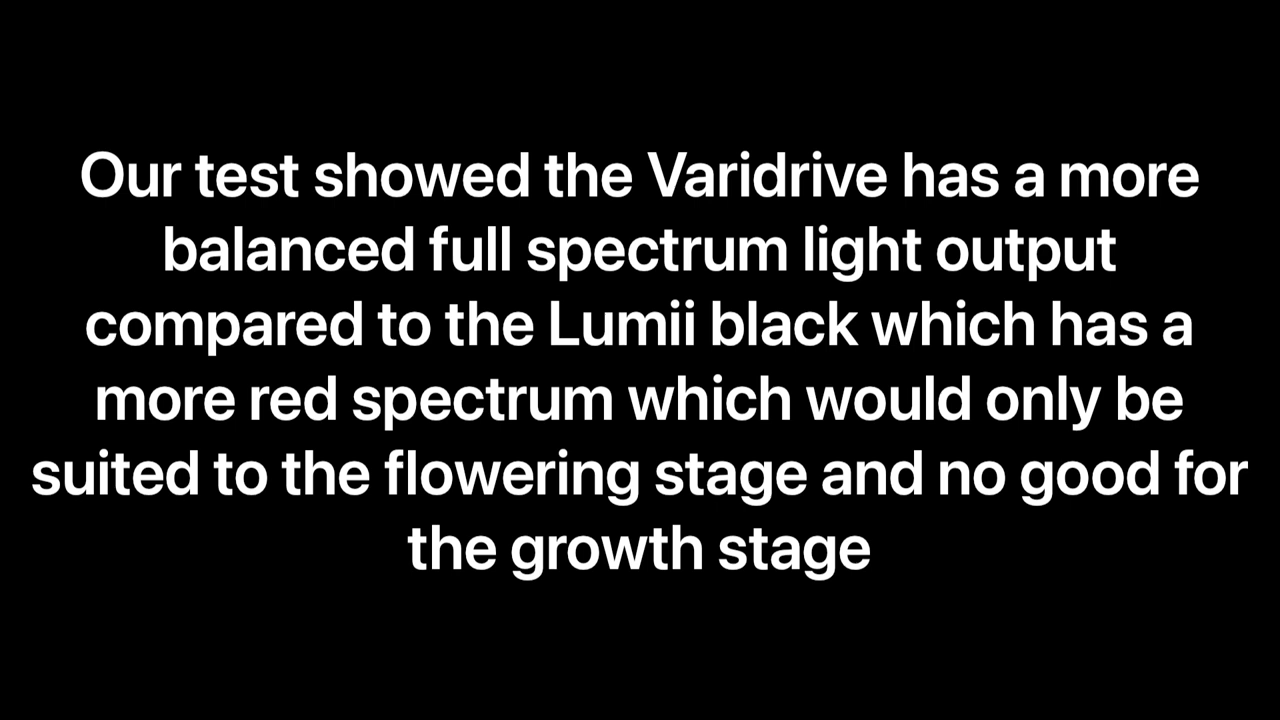 Our test showed the Varidrive has a more
balanced full spectrum light output
compared to the Lumii black which has a
more red spectrum which would only be
suited to the flowering stage and no good for
the growth stage